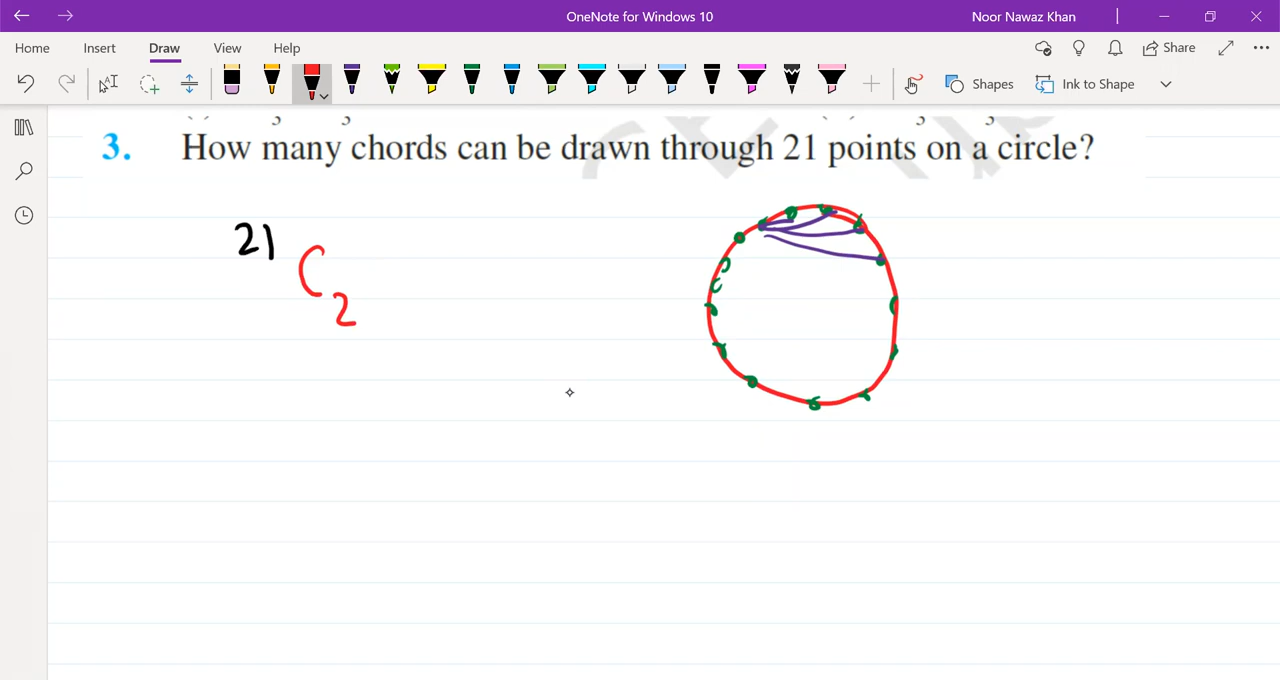 OneNote for Windows 10
Noor Nawaz Khan
Home Insert Draw View Help Share
Shapes Ink to Shape
3. How many chords can be drawn through 21 points on a circle?
21 C 2